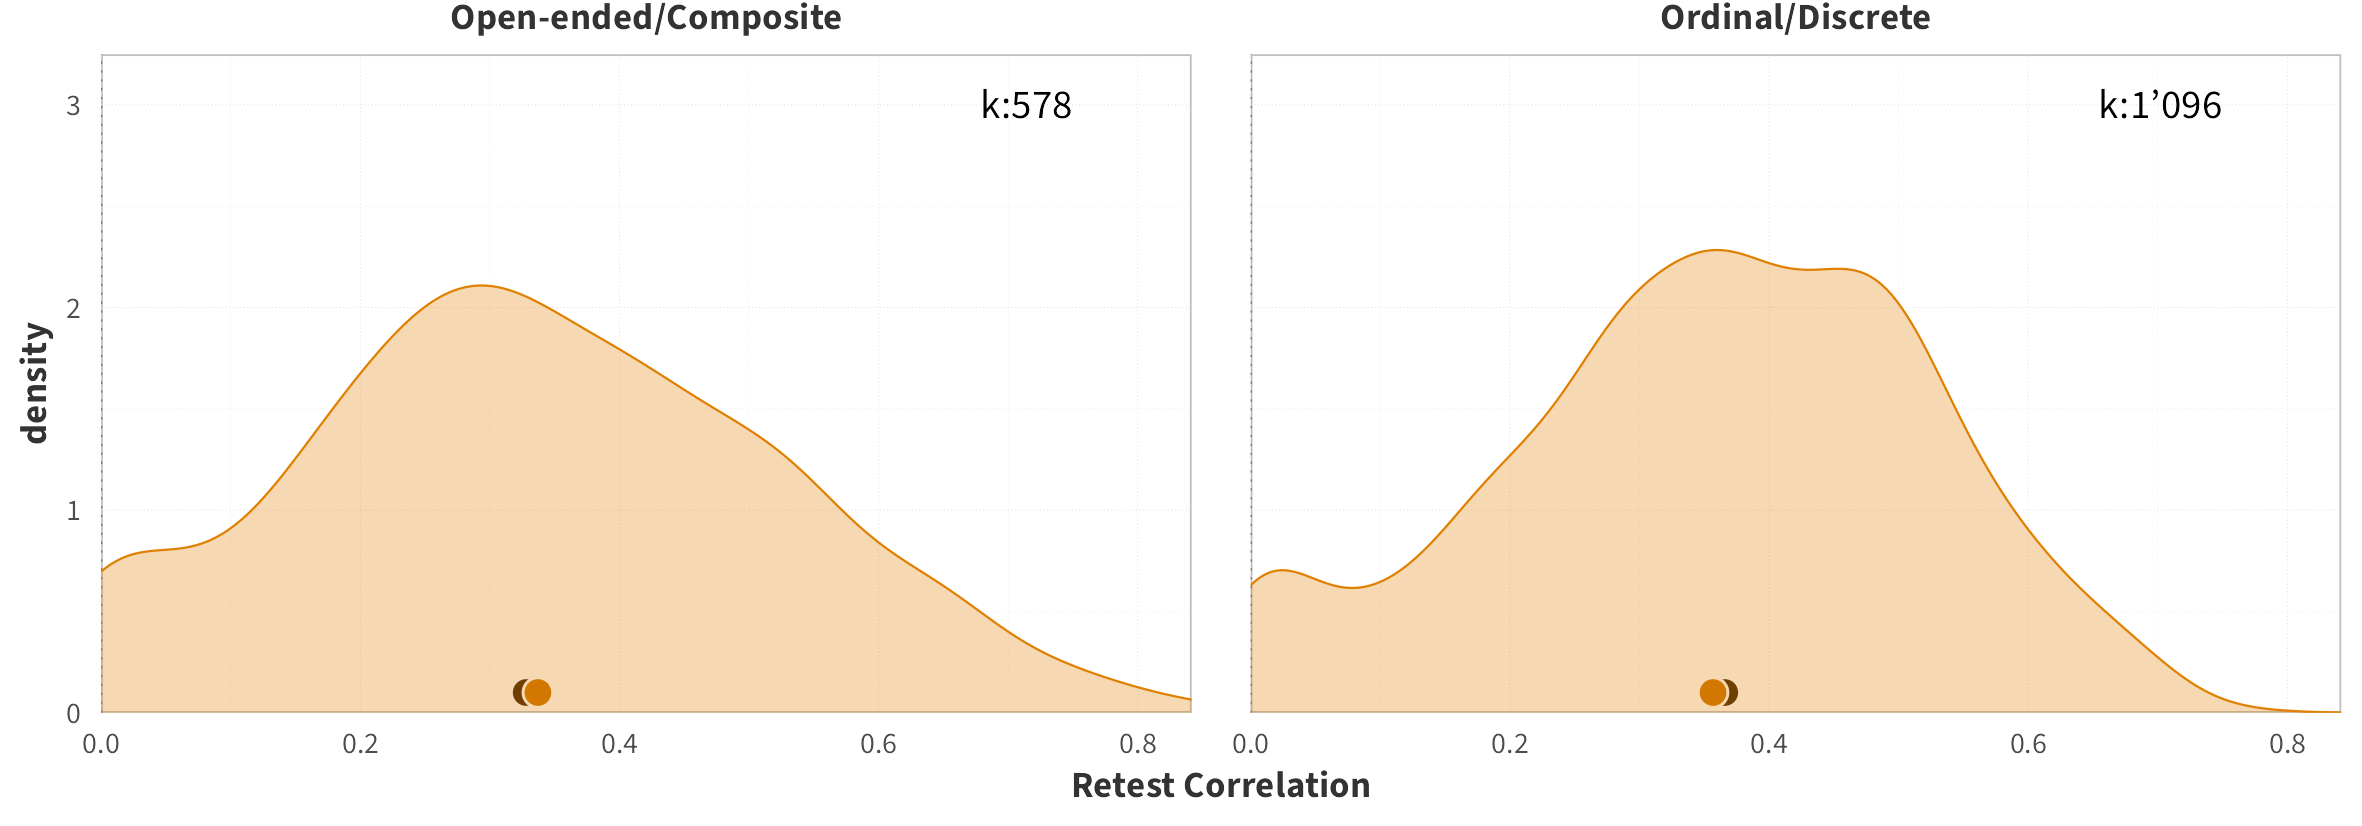 Open-ended/Composite
Ordinal/Discrete
k:578
k:1’096
3
2
1
0
density
0.0 0.2 0.4 0.6 0.8
0.0 0.2 0.4 0.6 0.8
Retest Correlation